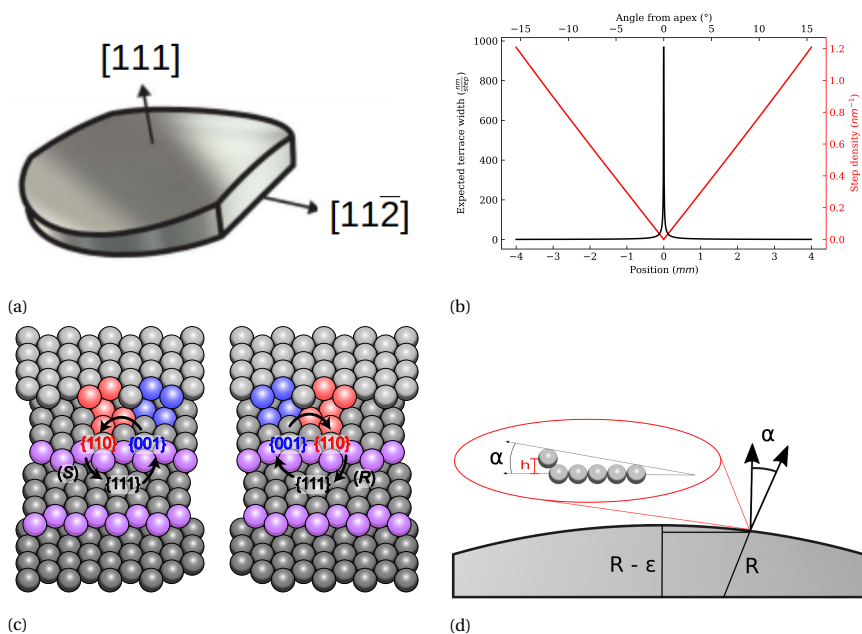 [111]
[112̅]
(a)
Angle from apex (°)
−15 −10 −5 0 5 10 15
1000
800
600
400
200
0
Expected terrace width (nm/step)
1.2
1.0
0.8
0.6
0.4
0.2
0.0
Step density (nm⁻¹)
−4 −3 −2 −1 0 1 2 3 4
Position (mm)
(b)
{110} {001}
(S)
{111}
{001} {110}
{111}
(R)
(c)
α
h
α
R - ε
R
(d)